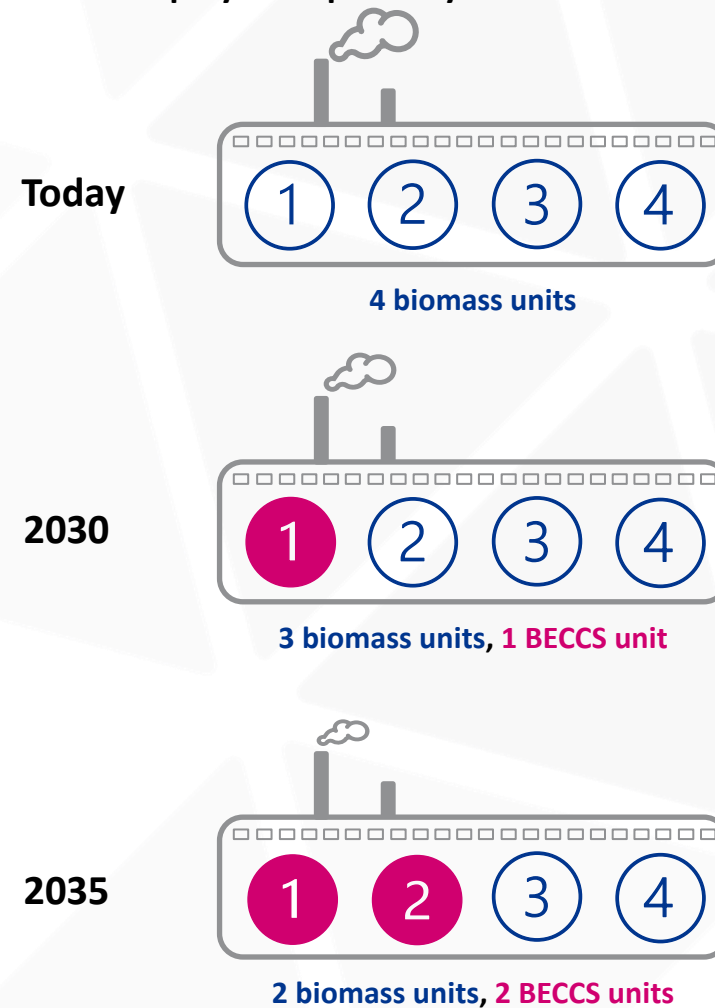 Today
1 2 3 4
4 biomass units
2030
1 2 3 4
3 biomass units, 1 BECCS unit
2035
1 2 3 4
2 biomass units, 2 BECCS units